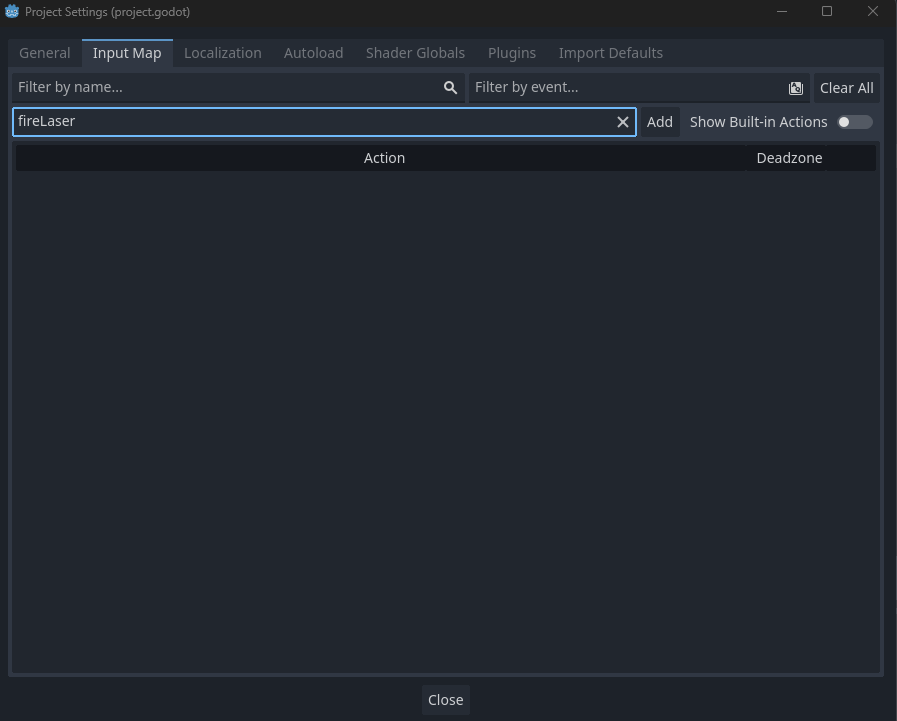 Project Settings (project.godot)
General Input Map Localization Autoload Shader Globals Plugins Import Defaults
Filter by name... Filter by event... Clear All
fireLaser Add Show Built-in Actions
Action Deadzone
Close